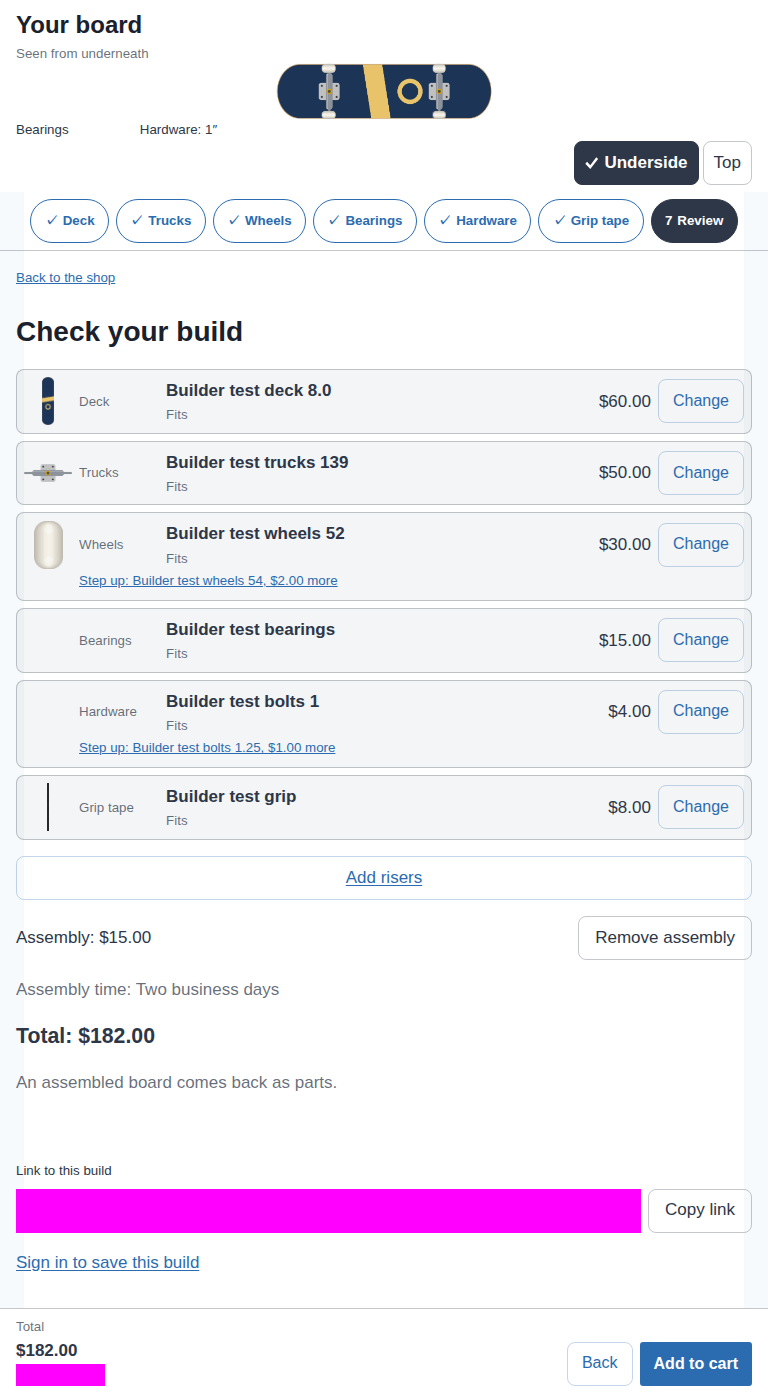 Your board
Seen from underneath
Bearings
Hardware: 1″
✓ Underside
Top
✓ Deck
✓ Trucks
✓ Wheels
✓ Bearings
✓ Hardware
✓ Grip tape
7 Review
Back to the shop
Check your build
Deck
Builder test deck 8.0
Fits
$60.00
Change
Trucks
Builder test trucks 139
Fits
$50.00
Change
Wheels
Builder test wheels 52
Fits
$30.00
Change
Step up: Builder test wheels 54, $2.00 more
Bearings
Builder test bearings
Fits
$15.00
Change
Hardware
Builder test bolts 1
Fits
$4.00
Change
Step up: Builder test bolts 1.25, $1.00 more
Grip tape
Builder test grip
Fits
$8.00
Change
Add risers
Assembly: $15.00
Remove assembly
Assembly time: Two business days
Total: $182.00
An assembled board comes back as parts.
Link to this build
Copy link
Sign in to save this build
Total
$182.00
Back
Add to cart